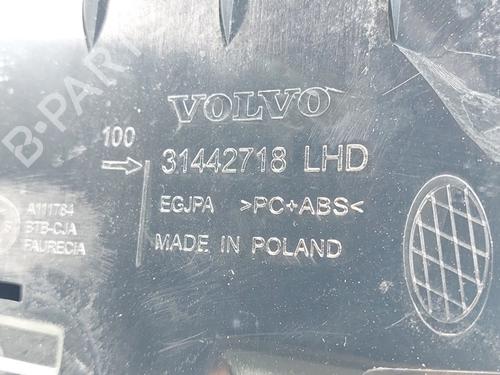 B-PARTS
VOLVO
100
31442718 LHD
EGJPA >PC+ABS<
MADE IN POLAND
A111784
BTB-CJA
FAURECIA